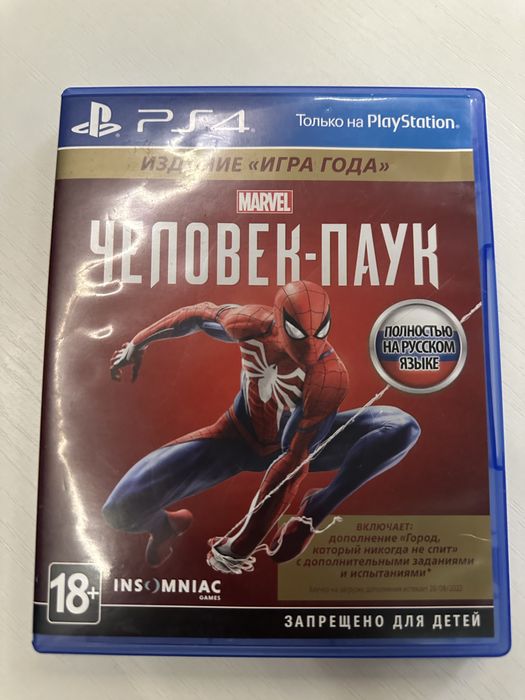 PS4 Только на PlayStation
ИЗДАНИЕ «ИГРА ГОДА»
MARVEL
ЧЕЛОВЕК-ПАУК
ПОЛНОСТЬЮ
НА РУССКОМ
ЯЗЫКЕ
ВКЛЮЧАЕТ:
дополнение «Город,
который никогда не спит»
с дополнительными заданиями
и испытаниями*
18+ INSOMNIAC
GAMES
ЗАПРЕЩЕНО ДЛЯ ДЕТЕЙ